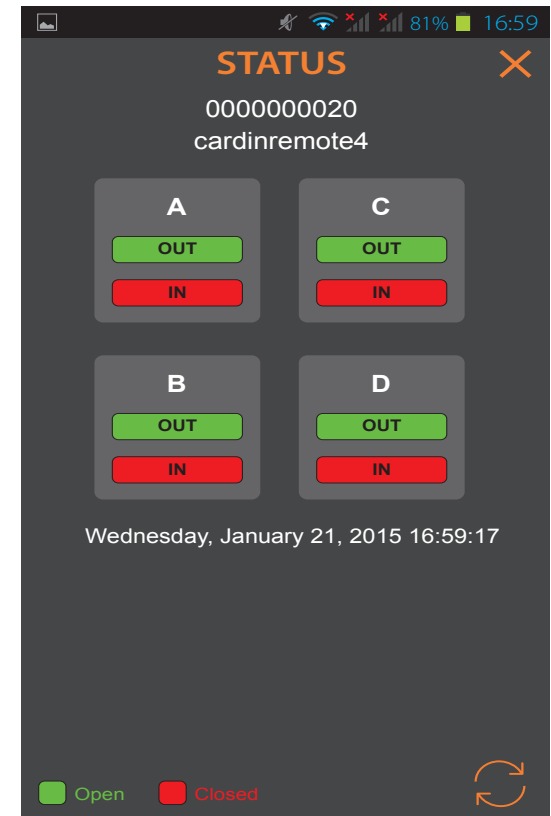 81% 16:59
STATUS
0000000020
cardinremote4
A
OUT
IN
C
OUT
IN
B
OUT
IN
D
OUT
IN
Wednesday, January 21, 2015 16:59:17
Open Closed